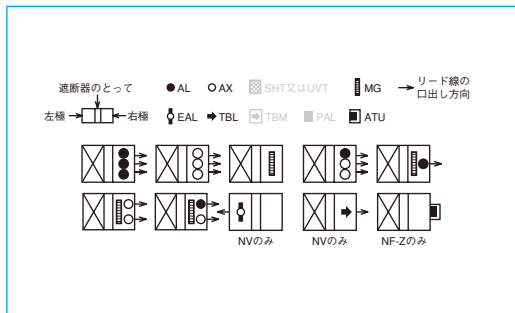 遮断器のとって
左極 右極
AL AX SHT又はUVT MG リード線の
口出し方向
EAL TBL TBM PAL ATU
NVのみ NVのみ NF-Zのみ